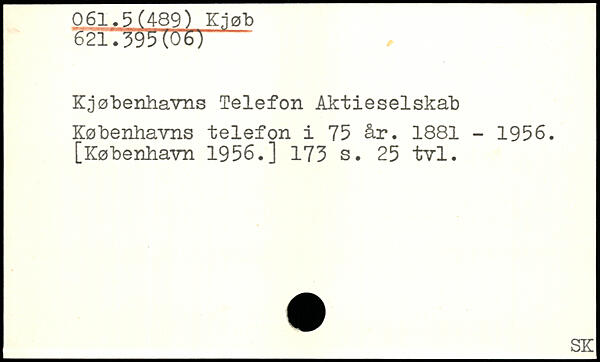 061.5(489) Kjøb
621.395(06)
Kjøbenhavns Telefon Aktieselskab
Københavns telefon i 75 år. 1881 - 1956.
[København 1956.] 173 s. 25 tvl.
SK